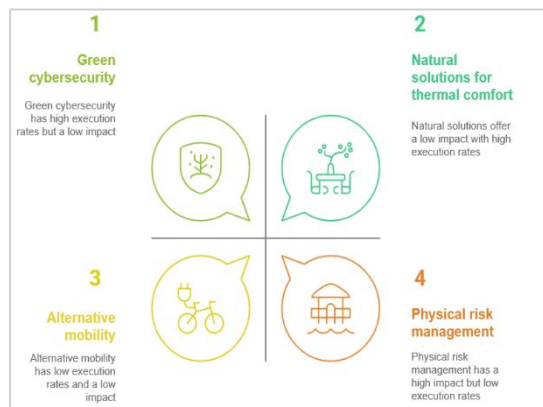 1
Green
cybersecurity
Green cybersecurity
has high execution
rates but a low impact
2
Natural
solutions for
thermal comfort
Natural solutions offer
a low impact with high
execution rates
3
Alternative
mobility
Alternative mobility
has low execution
rates and a low
impact
4
Physical risk
management
Physical risk
management has a
high impact but low
execution rates